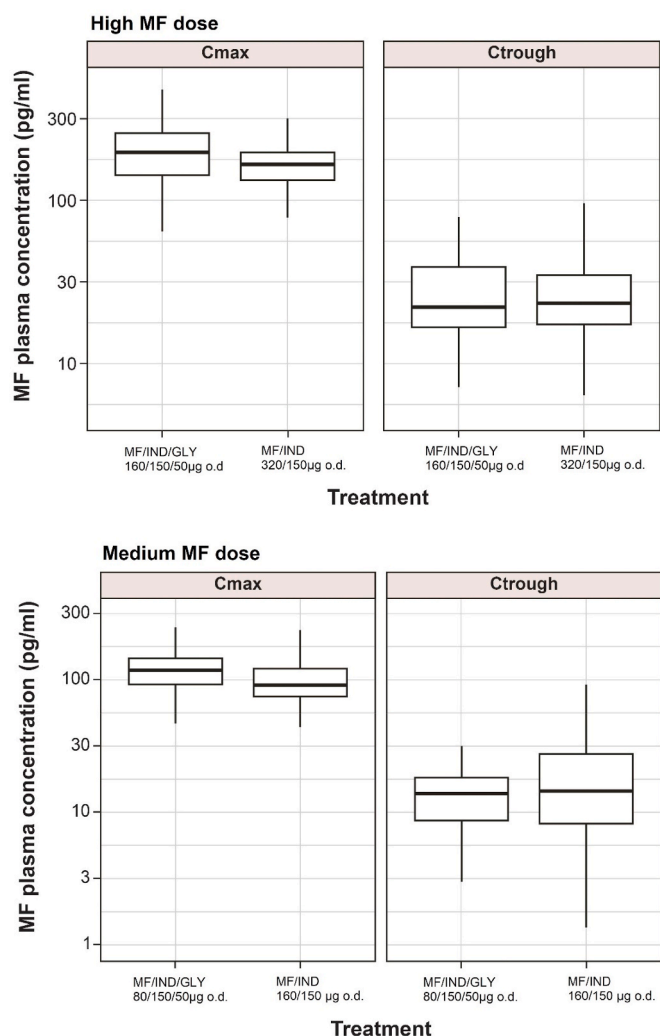 High MF dose
Cmax
Ctrough
MF plasma concentration (pg/ml)
300
100
30
10
MF/IND/GLY
160/150/50µg o.d
MF/IND
320/150µg o.d.
MF/IND/GLY
160/150/50µg o.d
MF/IND
320/150µg o.d.
Treatment
Medium MF dose
Cmax
Ctrough
MF plasma concentration (pg/ml)
300
100
30
10
3
1
MF/IND/GLY
80/150/50µg o.d.
MF/IND
160/150 µg o.d.
MF/IND/GLY
80/150/50µg o.d.
MF/IND
160/150 µg o.d.
Treatment